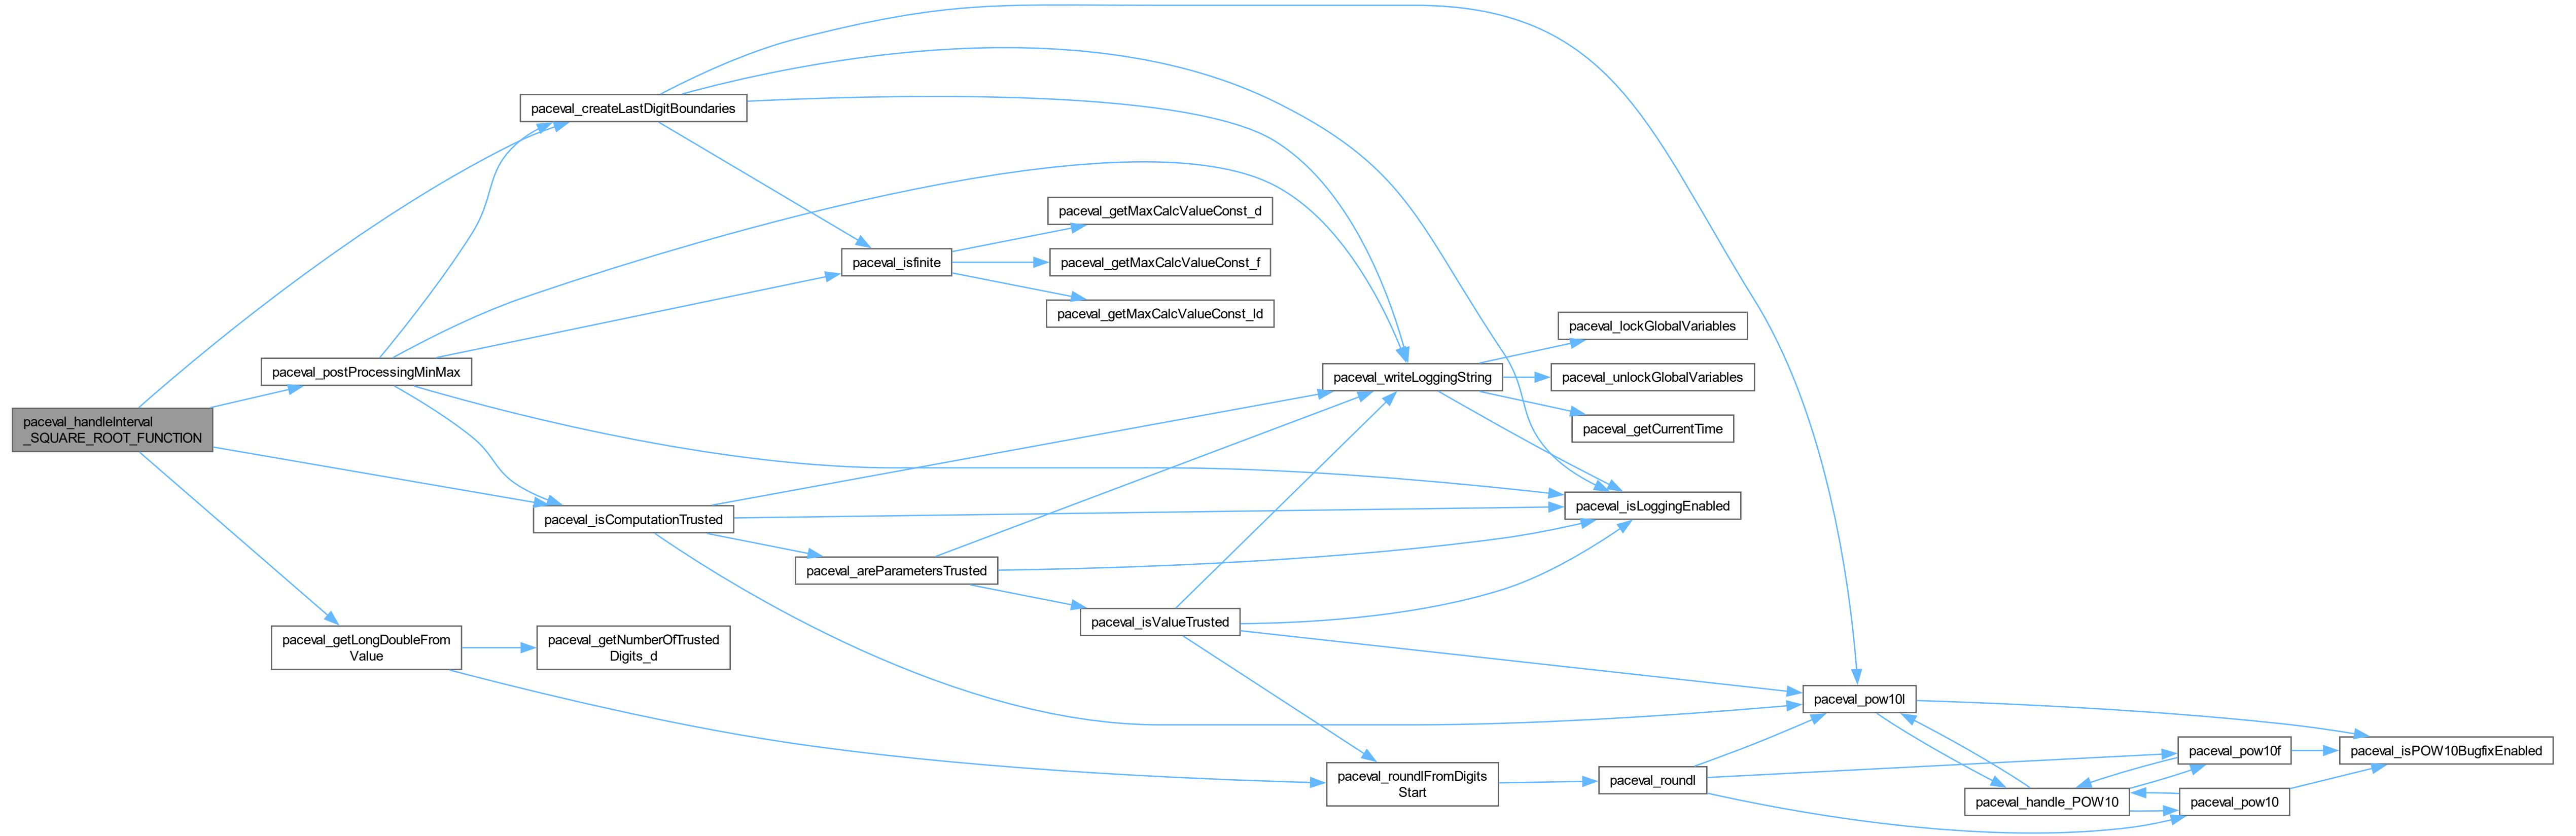 paceval_handleInterval
_SQUARE_ROOT_FUNCTION
paceval_createLastDigitBoundaries
paceval_postProcessingMinMax
paceval_isComputationTrusted
paceval_getLongDoubleFrom
Value
paceval_getNumberOfTrusted
Digits_d
paceval_isfinite
paceval_areParametersTrusted
paceval_getMaxCalcValueConst_d
paceval_getMaxCalcValueConst_f
paceval_getMaxCalcValueConst_ld
paceval_isValueTrusted
paceval_writeLoggingString
paceval_roundlFromDigits
Start
paceval_lockGlobalVariables
paceval_unlockGlobalVariables
paceval_getCurrentTime
paceval_isLoggingEnabled
paceval_roundl
paceval_pow10l
paceval_handle_POW10
paceval_pow10f
paceval_pow10
paceval_isPOW10BugfixEnabled